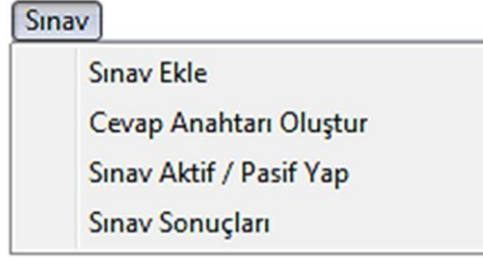 Sınav
Sınav Ekle
Cevap Anahtarı Oluştur
Sınav Aktif / Pasif Yap
Sınav Sonuçları